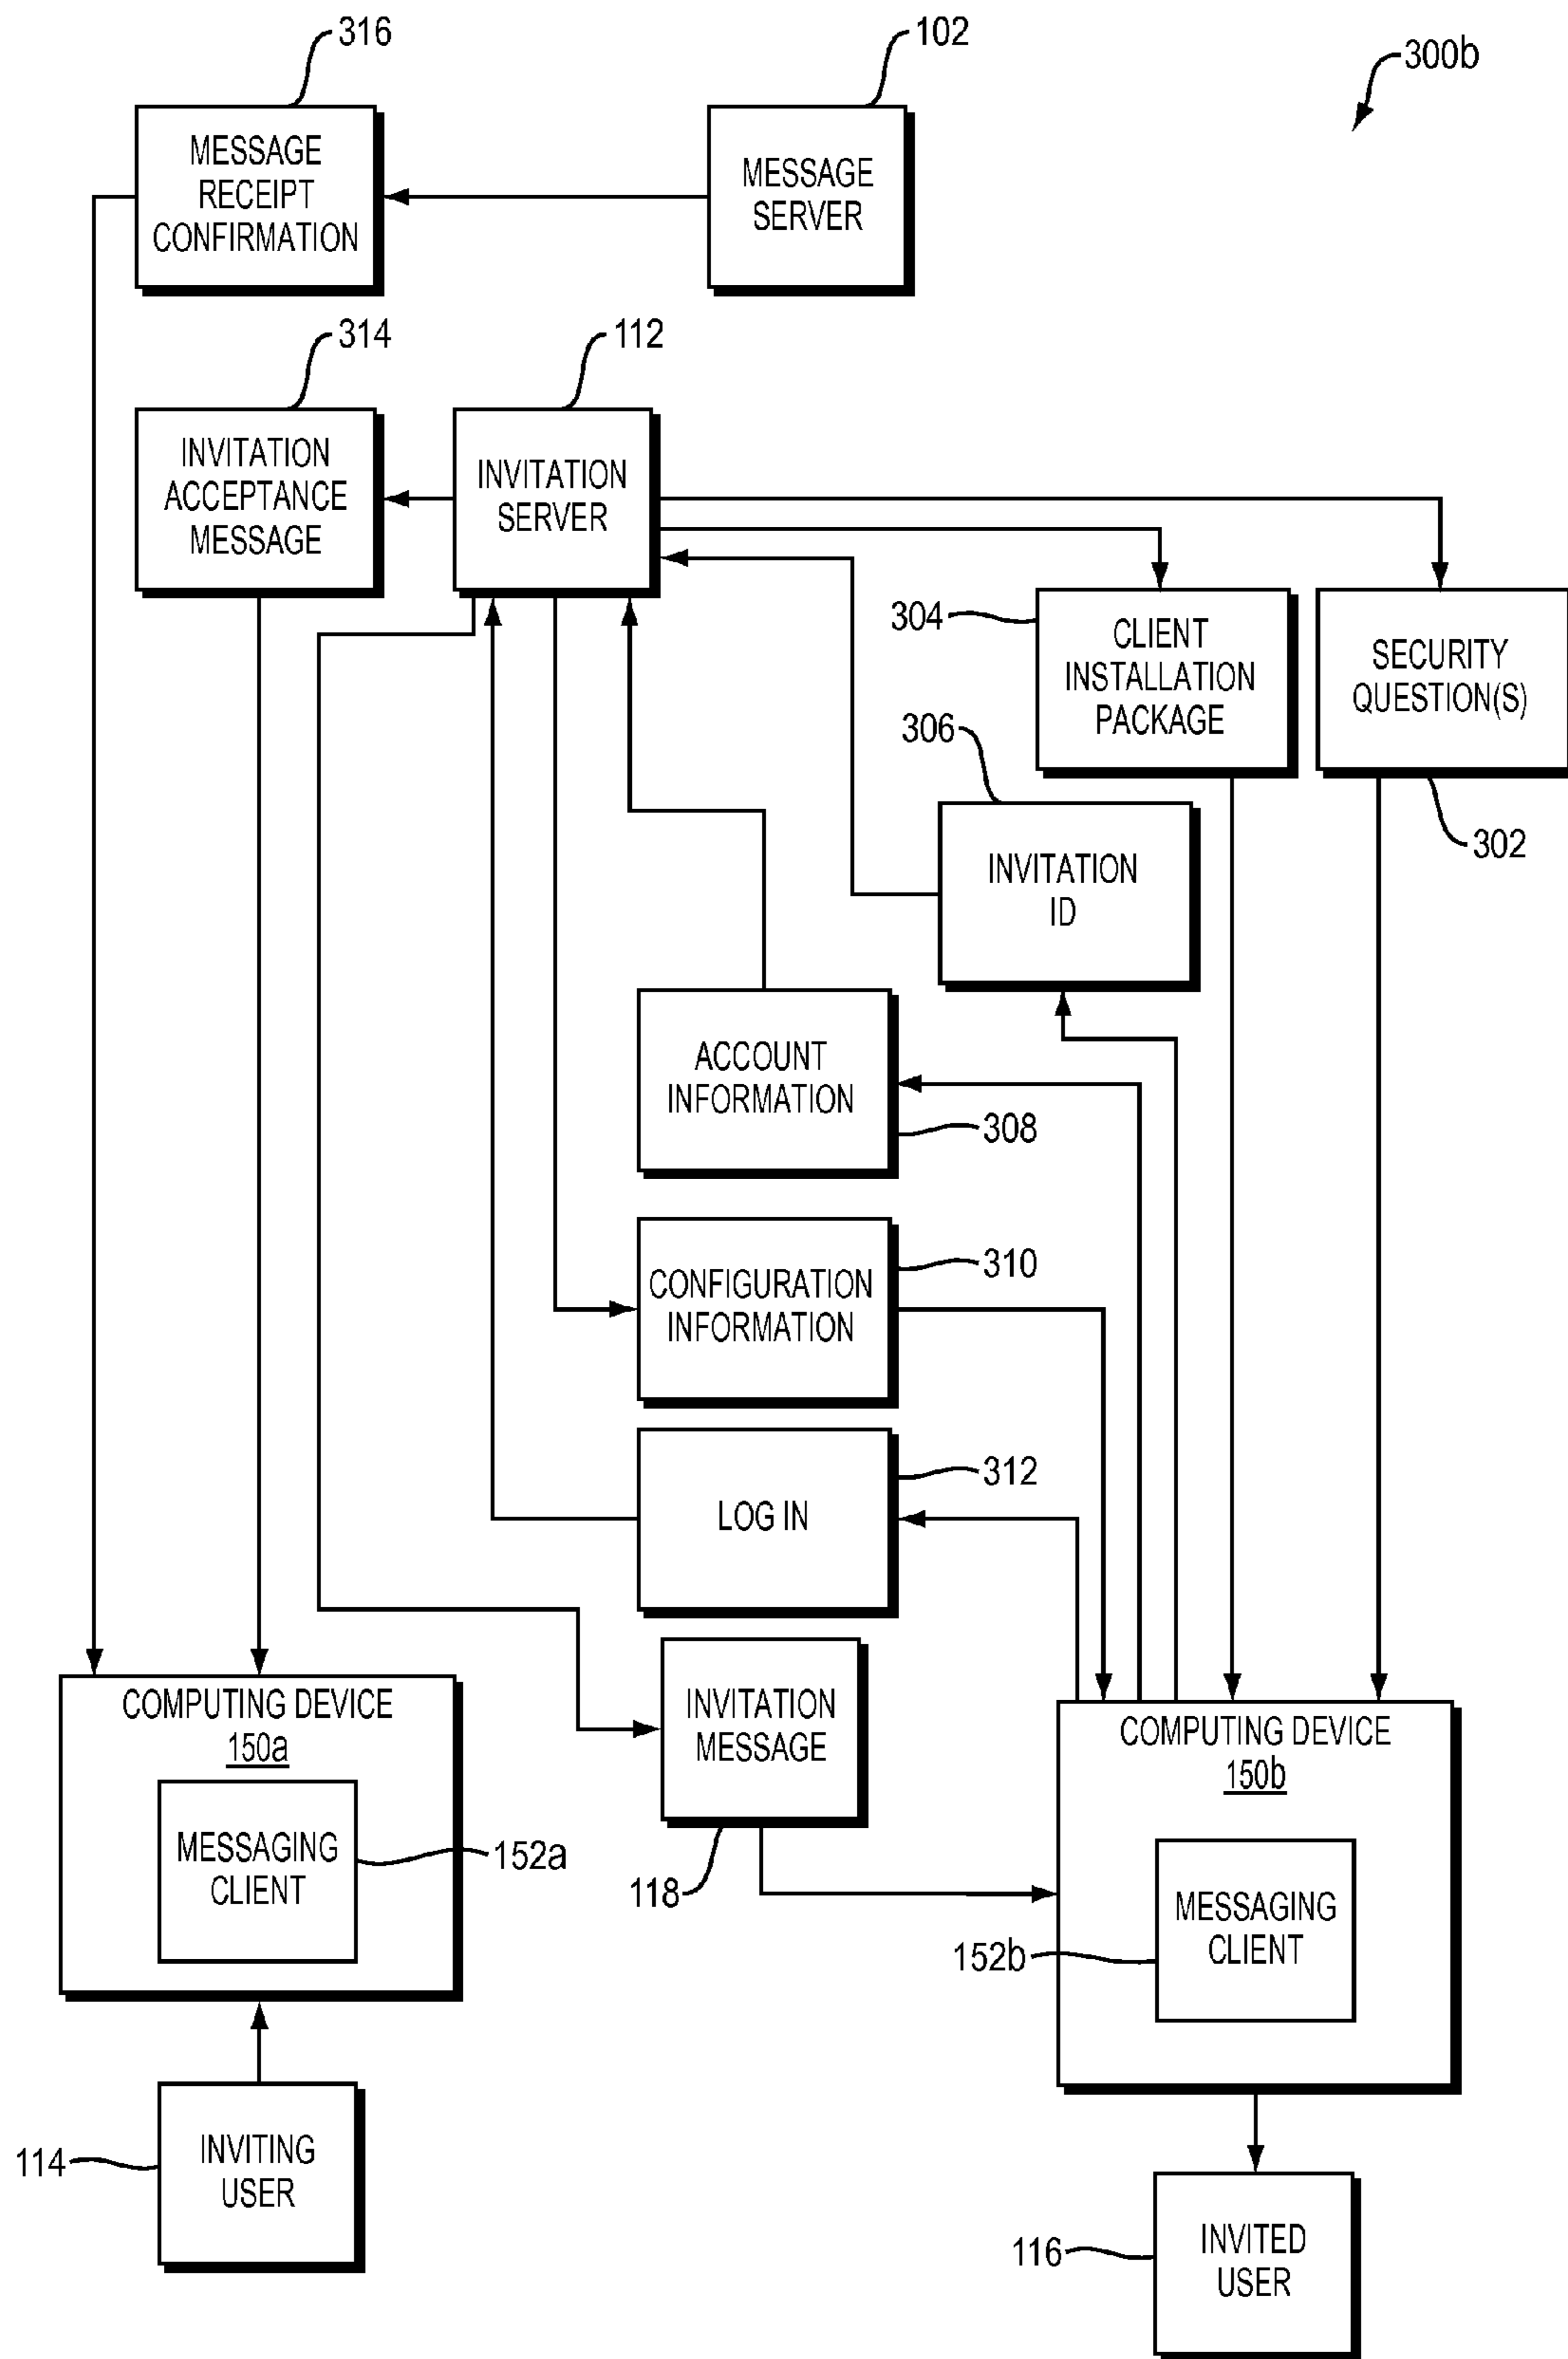 316
102
300b
MESSAGE
RECEIPT
CONFIRMATION
MESSAGE
SERVER
314
112
INVITATION
ACCEPTANCE
MESSAGE
INVITATION
SERVER
304
CLIENT
INSTALLATION
PACKAGE
SECURITY
QUESTION(S)
306
302
INVITATION
ID
ACCOUNT
INFORMATION
308
CONFIGURATION
INFORMATION
310
LOG IN
312
COMPUTING DEVICE
150a
MESSAGING
CLIENT
152a
INVITATION
MESSAGE
118
COMPUTING DEVICE
150b
MESSAGING
CLIENT
152b
114
INVITING
USER
116
INVITED
USER